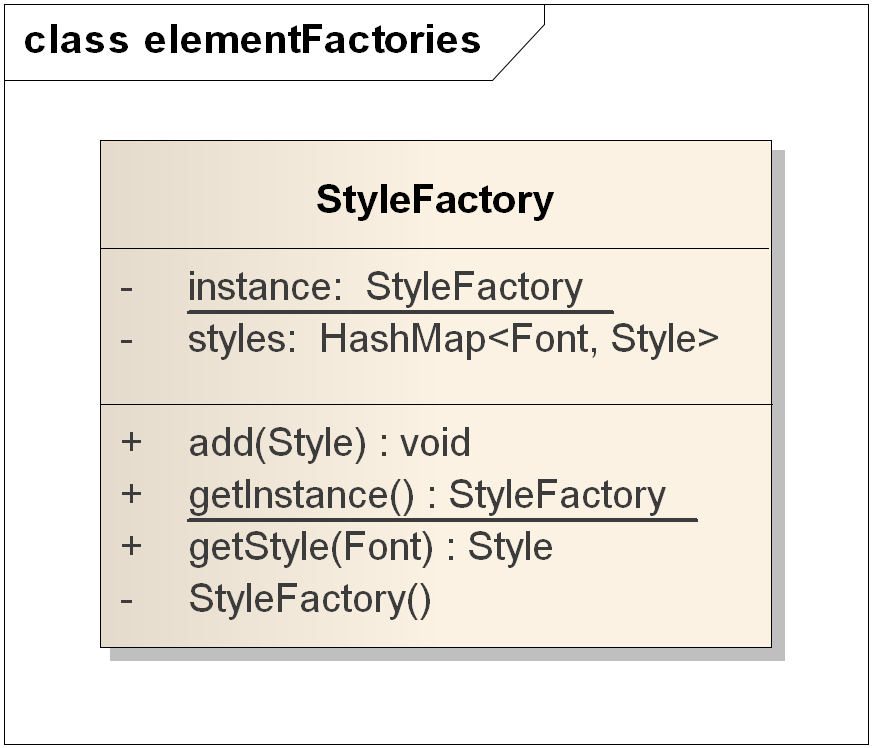 class elementFactories
StyleFactory
- instance: StyleFactory
- styles: HashMap<Font, Style>
+ add(Style) : void
+ getInstance() : StyleFactory
+ getStyle(Font) : Style
- StyleFactory()